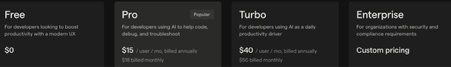 Free
For developers looking to boost
productivity with a modern UX
$0
Pro
Popular
For developers using AI to help code,
debug, and troubleshoot
$15 / user / mo, billed annually
$18 billed monthly
Turbo
For developers using AI as a daily
productivity driver
$40 / user / mo, billed annually
$50 billed monthly
Enterprise
For organizations with security and
compliance requirements
Custom pricing